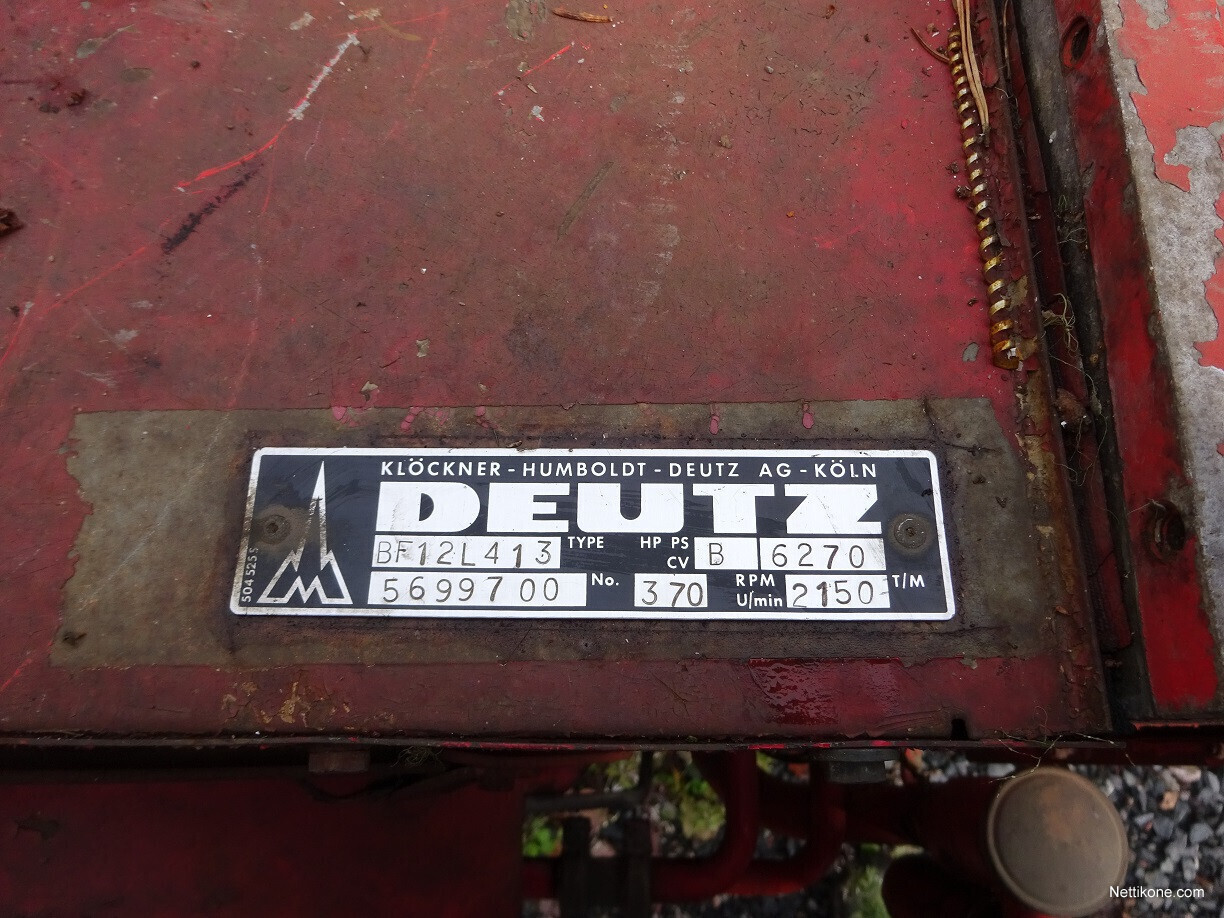 KLÖCKNER - HUMBOLDT - DEUTZ AG - KÖLN
DEUTZ
BF12L413 TYPE HP PS CV B 6270
5699700 No. 370 RPM U/min 2150 T/M
504 525 S
M
Nettikone.com